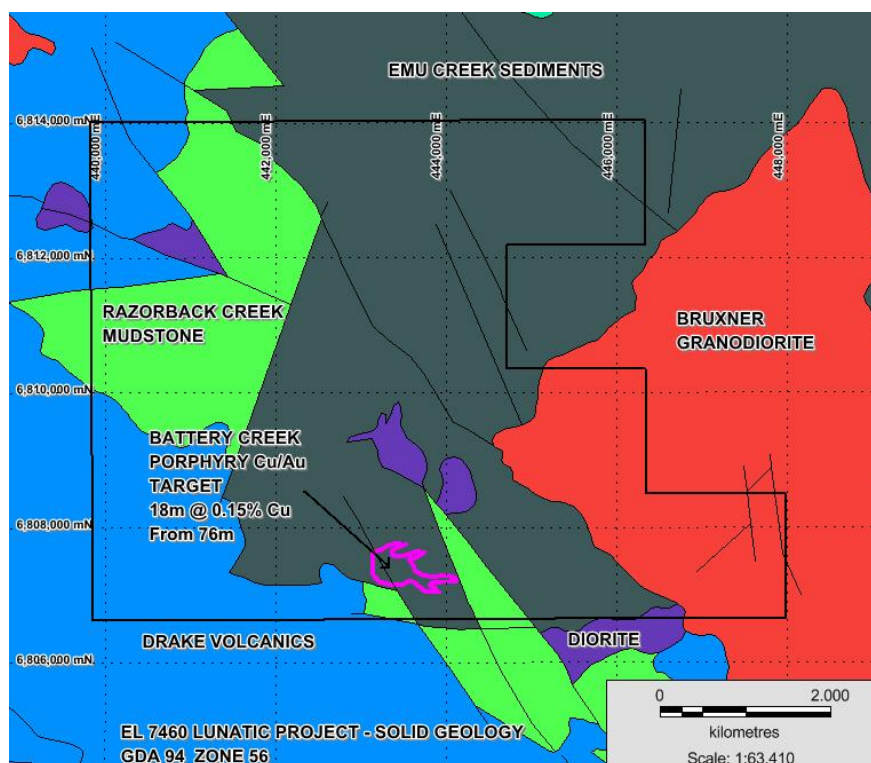 EMU CREEK SEDIMENTS
6,814,000 mN
440,000 mE
442,000 mE
444,000 mE
446,000 mE
448,000 mE
6,812,000 mN
RAZORBACK CREEK
MUDSTONE
BRUXNER
GRANODIORITE
6,810,000 mN
BATTERY CREEK
PORPHYRY Cu/Au
TARGET
18m @ 0.15% Cu
From 76m
6,808,000 mN
DRAKE VOLCANICS
DIORITE
6,806,000 mN
0
2.000
kilometres
EL 7460 LUNATIC PROJECT - SOLID GEOLOGY
GDA 94 ZONE 56
Scale: 1:63,410